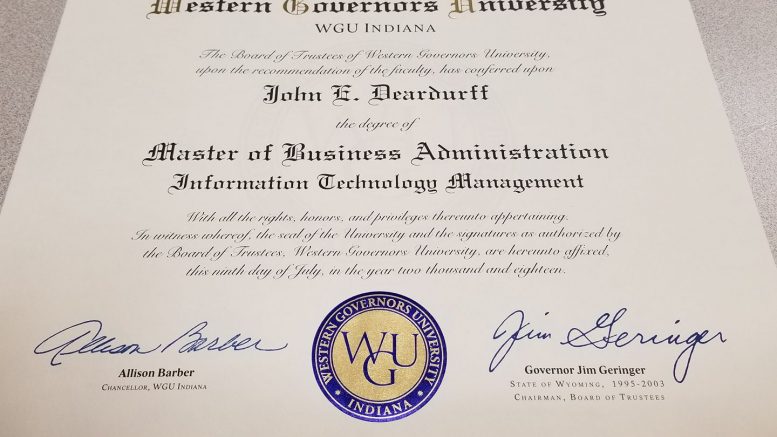 Western Governors University
WGU INDIANA
The Board of Trustees of Western Governors University,
upon the recommendation of the faculty, has conferred upon
John E. Deardurff
the degree of
Master of Business Administration
Information Technology Management
With all the rights, honors, and privileges thereunto appertaining.
In witness whereof, the seal of the University and the signatures as authorized by
the Board of Trustees, Western Governors University, are hereunto affixed,
this ninth day of July, in the year two thousand and eighteen.
Allison Barber
Allison Barber
CHANCELLOR, WGU INDIANA
WESTERN GOVERNORS UNIVERSITY
WGU
• INDIANA •
Jim Geringer
Governor Jim Geringer
STATE OF WYOMING, 1995-2003
CHAIRMAN, BOARD OF TRUSTEES